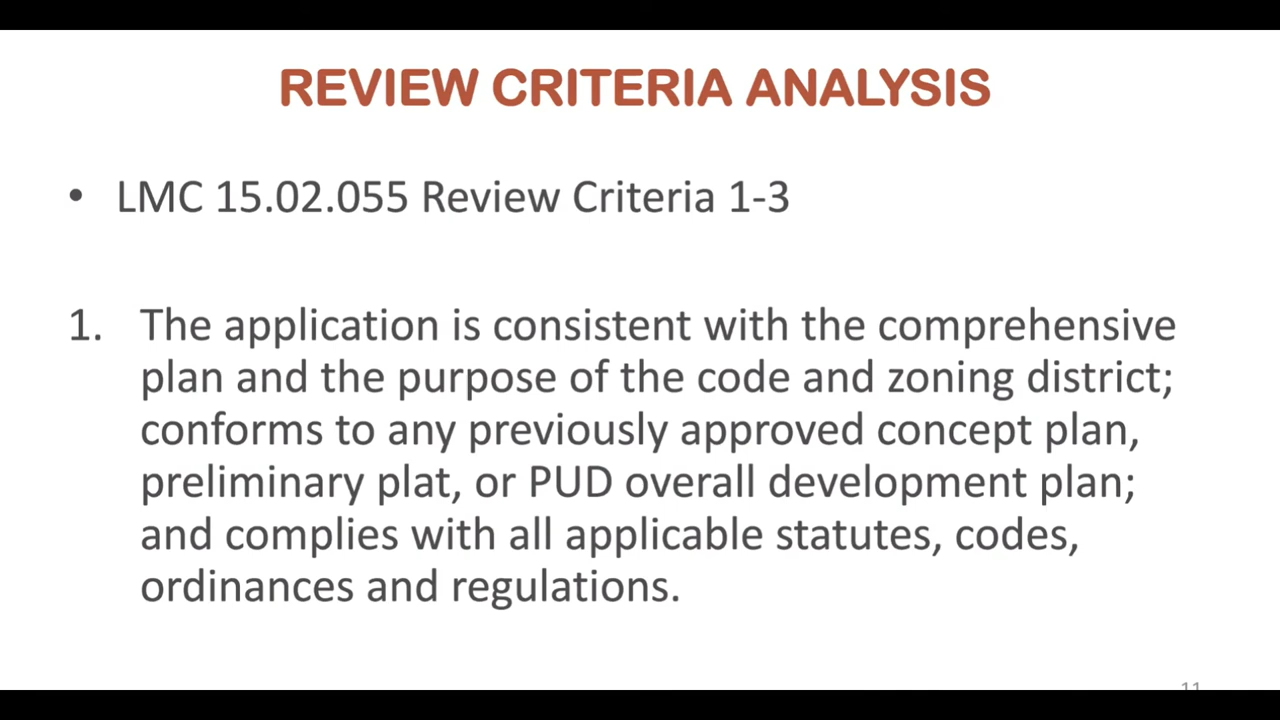 REVIEW CRITERIA ANALYSIS
• LMC 15.02.055 Review Criteria 1-3
1. The application is consistent with the comprehensive
plan and the purpose of the code and zoning district;
conforms to any previously approved concept plan,
preliminary plat, or PUD overall development plan;
and complies with all applicable statutes, codes,
ordinances and regulations.
11